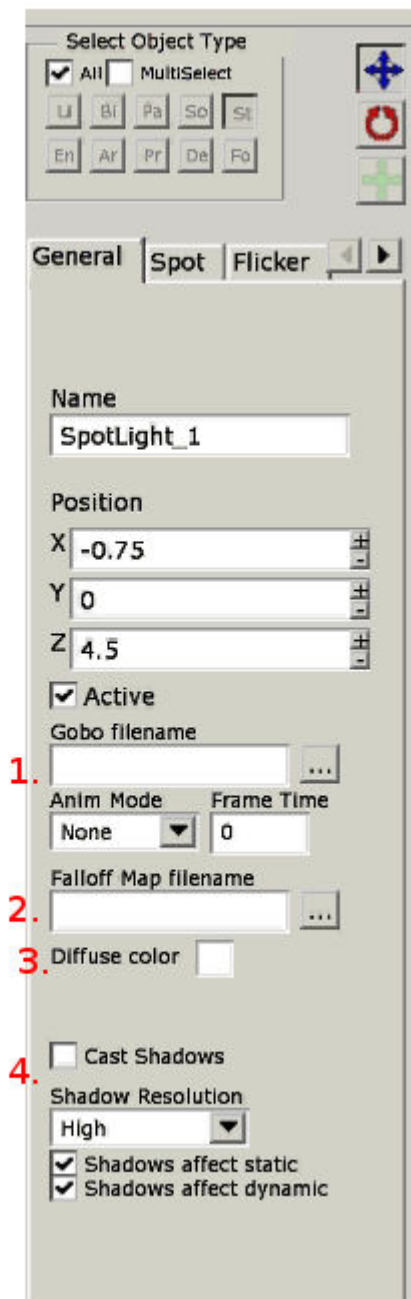 Select Object Type
All MultiSelect
Li Bi Pa So St
En Ar Pr De Fo
General Spot Flicker
Name
SpotLight_1
Position
X -0.75 + -
Y 0 + -
Z 4.5 + -
Active
Gobo filename
1. ...
Anim Mode Frame Time
None 0
Falloff Map filename
2. ...
3. Diffuse color
4. Cast Shadows
Shadow Resolution
High
Shadows affect static
Shadows affect dynamic